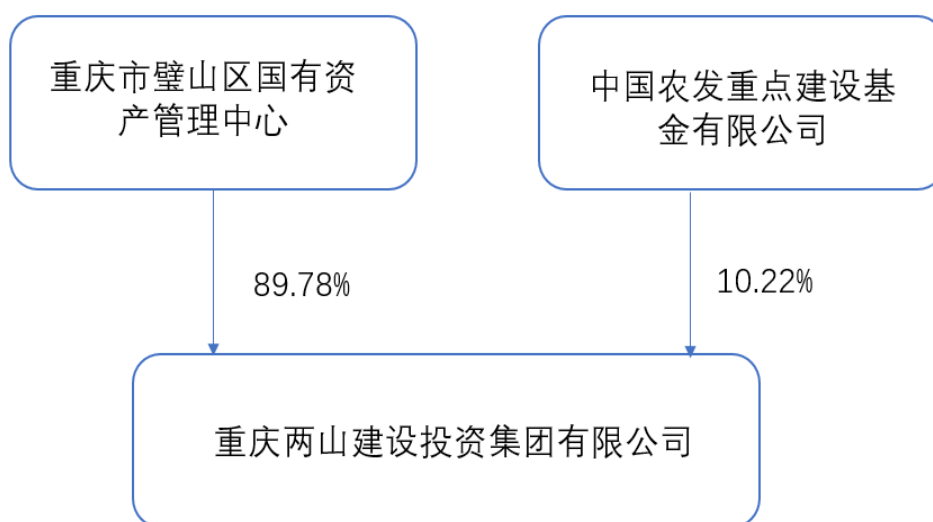 重庆市璧山区国有资
产管理中心
中国农发重点建设基
金有限公司
89.78%
10.22%
重庆两山建设投资集团有限公司